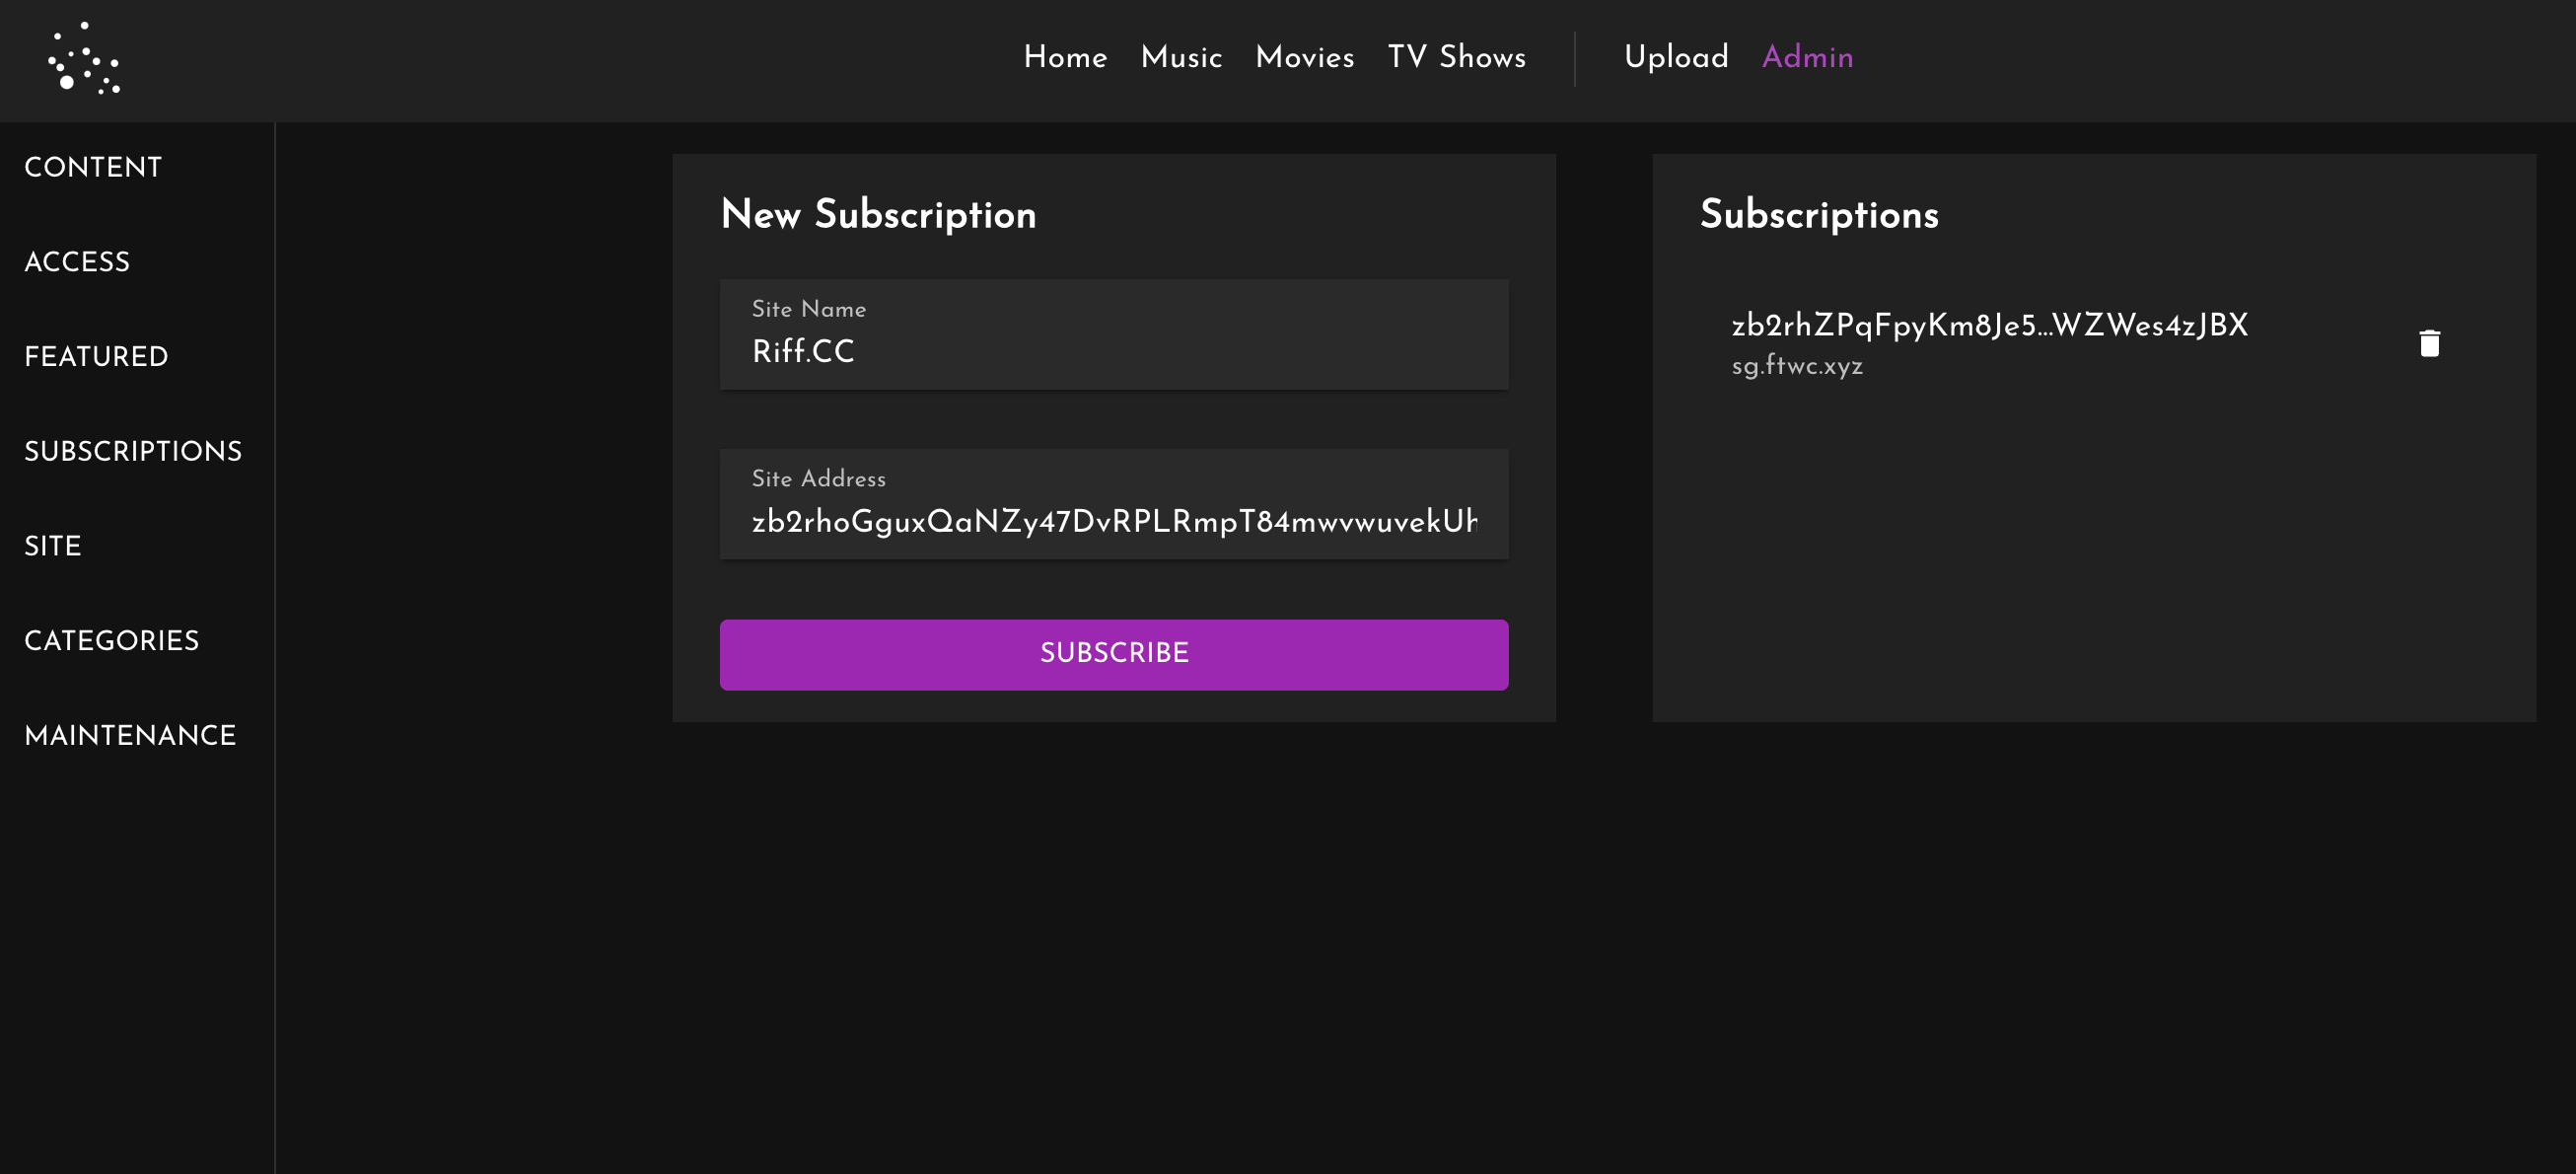 Home Music Movies TV Shows Upload Admin
CONTENT
ACCESS
FEATURED
SUBSCRIPTIONS
SITE
CATEGORIES
MAINTENANCE
New Subscription
Site Name
Riff.CC
Site Address
zb2rhoGguxQaNZy47DvRPLRmpT84mwvwuvekUh
SUBSCRIBE
Subscriptions
zb2rhZPqFpyKm8Je5...WZWes4zJBX
sg.ftwc.xyz